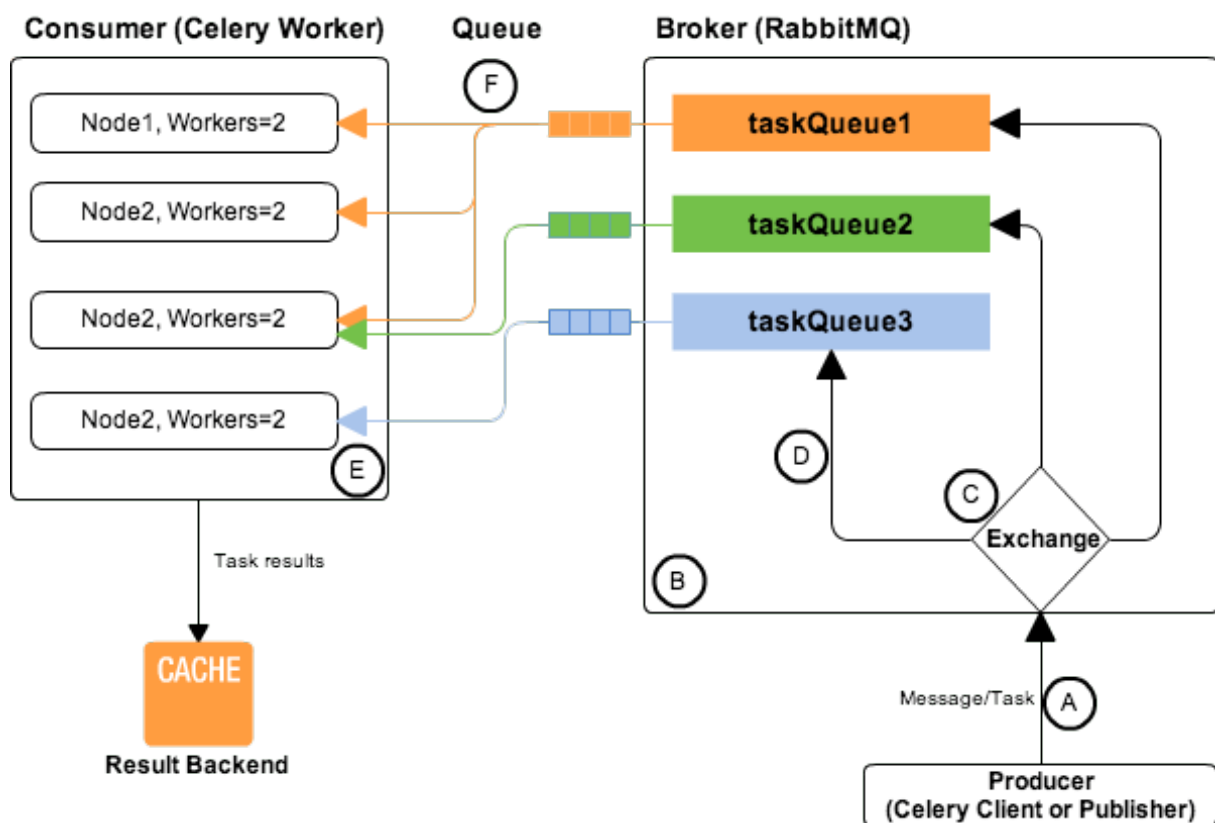 Consumer (Celery Worker)
Queue
Broker (RabbitMQ)
F
Node1, Workers=2
taskQueue1
Node2, Workers=2
taskQueue2
Node2, Workers=2
taskQueue3
Node2, Workers=2
E
D
C
Exchange
B
Task results
CACHE
Result Backend
Message/Task
A
Producer
(Celery Client or Publisher)